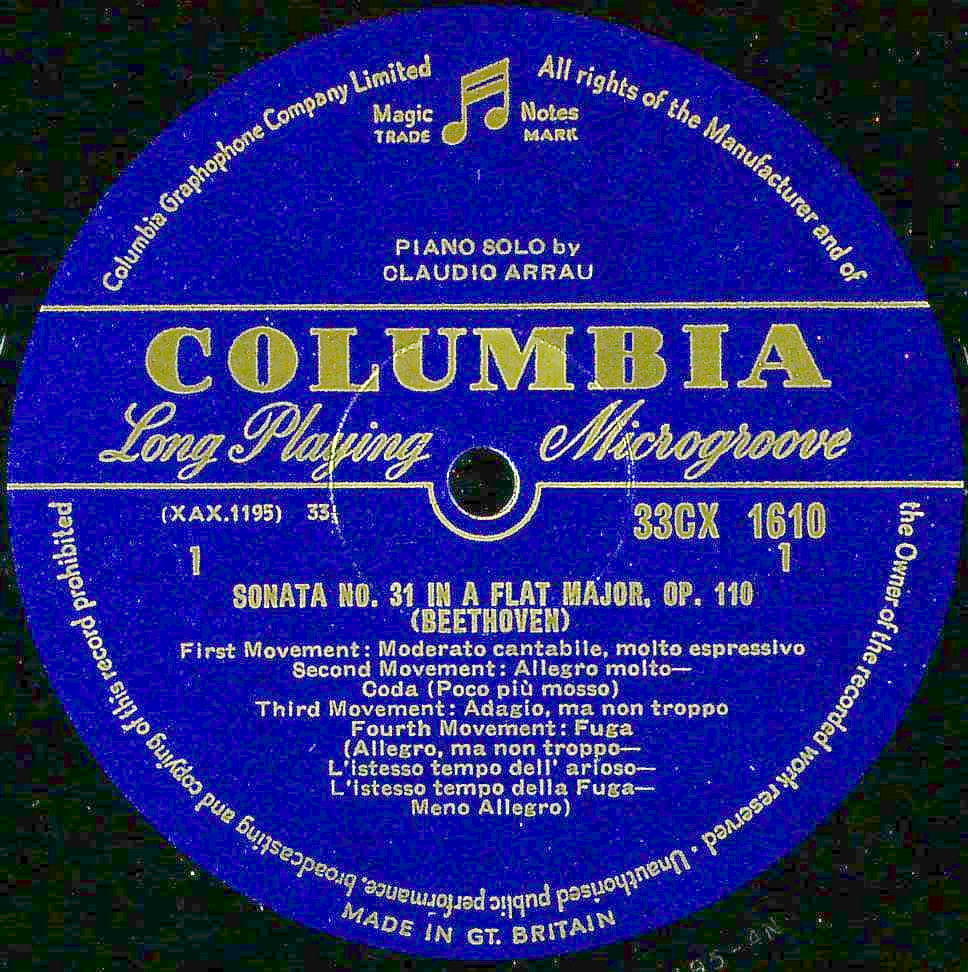 Columbia Graphophone Company Limited
All rights of the Manufacturer and of
the Owner of the recorded work reserved · Unauthorised public performance, broadcasting and copying of this record prohibited
Magic Notes
TRADE MARK
PIANO SOLO by
CLAUDIO ARRAU
COLUMBIA
Long Playing Microgroove
(XAX.1195) 33⅓
33CX 1610
1 1
SONATA NO. 31 IN A FLAT MAJOR, OP. 110
(BEETHOVEN)
First Movement: Moderato cantabile, molto espressivo
Second Movement: Allegro molto—
Coda (Poco più mosso)
Third Movement: Adagio, ma non troppo
Fourth Movement: Fuga
(Allegro, ma non troppo—
L'istesso tempo dell' arioso—
L'istesso tempo della Fuga—
Meno Allegro)
MADE IN GT. BRITAIN